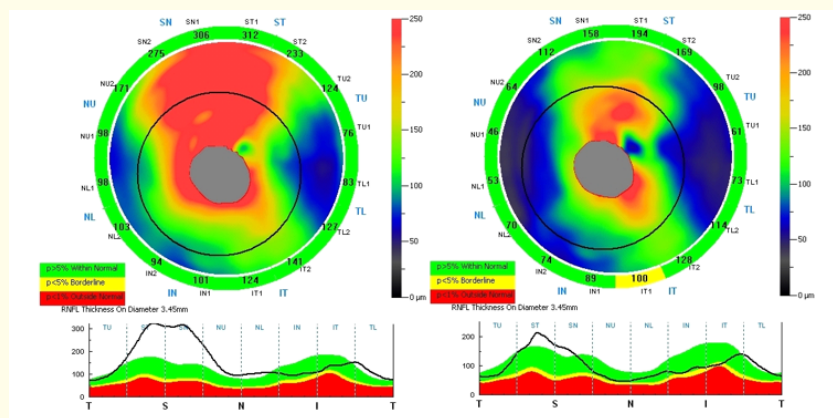 SN ST
SN1 ST1
306 312
SN2 ST2
275 233
NU2 TU2
171 124
NU TU
NU1 TU1
98 76
98 83
NL1 TL1
NL TL
103 127
NL2 TL2
94 141
IN2 IT2
101 124
IN IN1 IT1 IT
250
200
150
100
50
0 µm
p>5% Within Normal
p<5% Borderline
p<1% Outside Normal
RNFL Thickness On Diameter 3.45mm
300
200
100
0
TU ST SN NU NL IN IT TL
T S N I T
SN ST
SN1 ST1
158 194
SN2 ST2
112 169
NU2 TU2
64 98
NU TU
NU1 TU1
46 61
53 73
NL1 TL1
NL TL
70 114
NL2 TL2
74 128
IN2 IT2
89 100
IN IN1 IT1 IT
250
200
150
100
50
0 µm
p>5% Within Normal
p<5% Borderline
p<1% Outside Normal
RNFL Thickness On Diameter 3.45mm
300
200
100
0
TU ST SN NU NL IN IT TL
T S N I T